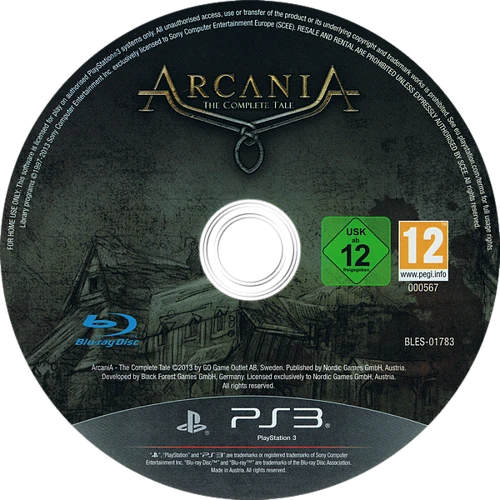 FOR HOME USE ONLY. This software is licensed for play on authorised PlayStation®3 systems only. All unauthorised access, use or transfer of the product or its underlying copyright and trademark works is prohibited. See eu.playstation.com/terms for full usage rights.
Library programs ©1997-2013 Sony Computer Entertainment Inc. exclusively licensed to Sony Computer Entertainment Europe (SCEE). RESALE AND RENTAL ARE PROHIBITED UNLESS EXPRESSLY AUTHORISED BY SCEE. All rights reserved.
ARCANIA
THE COMPLETE TALE
USK
ab
12
freigegeben
12
www.pegi.info
000567
Blu-ray Disc
BLES-01783
ArcaniA - The Complete Tale ©2013 by GO Game Outlet AB, Sweden. Published by Nordic Games GmbH, Austria.
Developed by Black Forest Games GmbH, Germany. Licensed exclusively to Nordic Games GmbH, Austria.
All rights reserved.
PS3
PlayStation 3
" ", "PlayStation" and "PS3" are trademarks or registered trademarks of Sony Computer
Entertainment Inc. "Blu-ray Disc™" and "Blu-ray™" are trademarks of the Blu-ray Disc Association.
Made in Austria. All rights reserved.